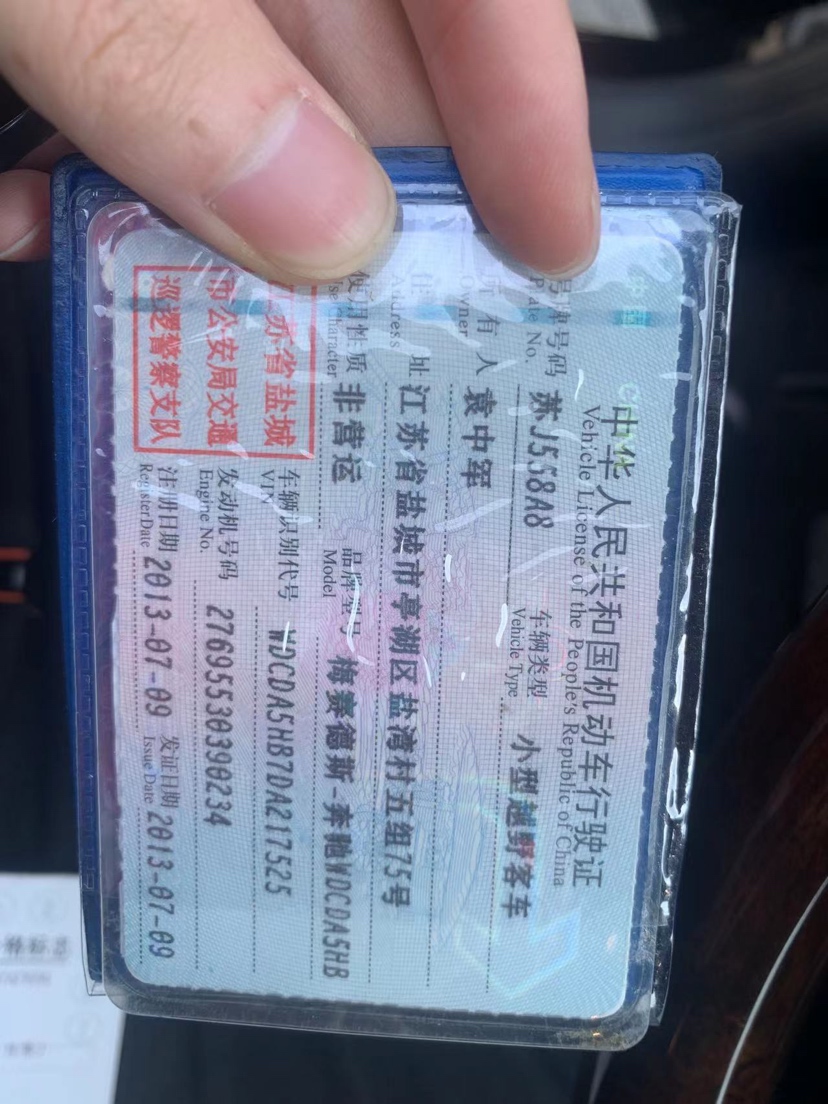 中华人民共和国机动车行驶证
Vehicle License of the People's Republic of China
号牌号码 苏J558A8 车辆类型 小型越野客车
Plate No. Vehicle Type
所有人 袁中军
Owner
住址 江苏省盐城市亭湖区盐湾村五组75号
Address
使用性质 非营运 品牌型号 梅赛德斯-奔驰WDCDA5HB
Use Character Model
江苏省盐城
市公安局交通
巡逻警察支队
车辆识别代号 WDCDA5HB7DA217525
VIN
发动机号码 27695530390234
Engine No.
注册日期 2013-07-09 发证日期 2013-07-09
Register Date Issue Date